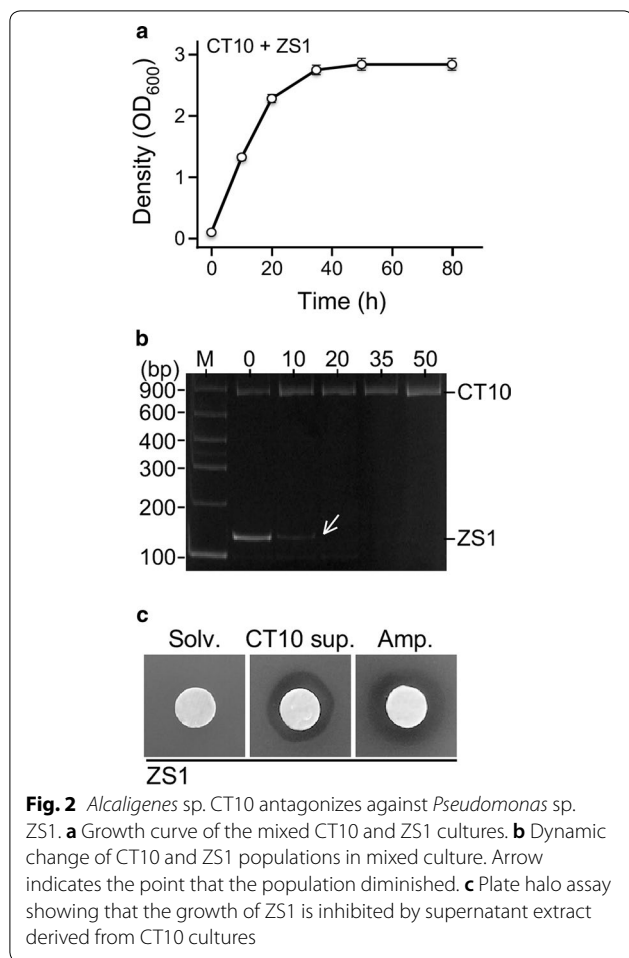 a
CT10 + ZS1
3
2
1
0
Density (OD600)
0 20 40 60 80
Time (h)
b
(bp) M 0 10 20 35 50
900
600
400
300
200
100
CT10
ZS1
c
Solv. CT10 sup. Amp.
ZS1
Fig. 2 Alcaligenes sp. CT10 antagonizes against Pseudomonas sp.
ZS1. a Growth curve of the mixed CT10 and ZS1 cultures. b Dynamic
change of CT10 and ZS1 populations in mixed culture. Arrow
indicates the point that the population diminished. c Plate halo assay
showing that the growth of ZS1 is inhibited by supernatant extract
derived from CT10 cultures